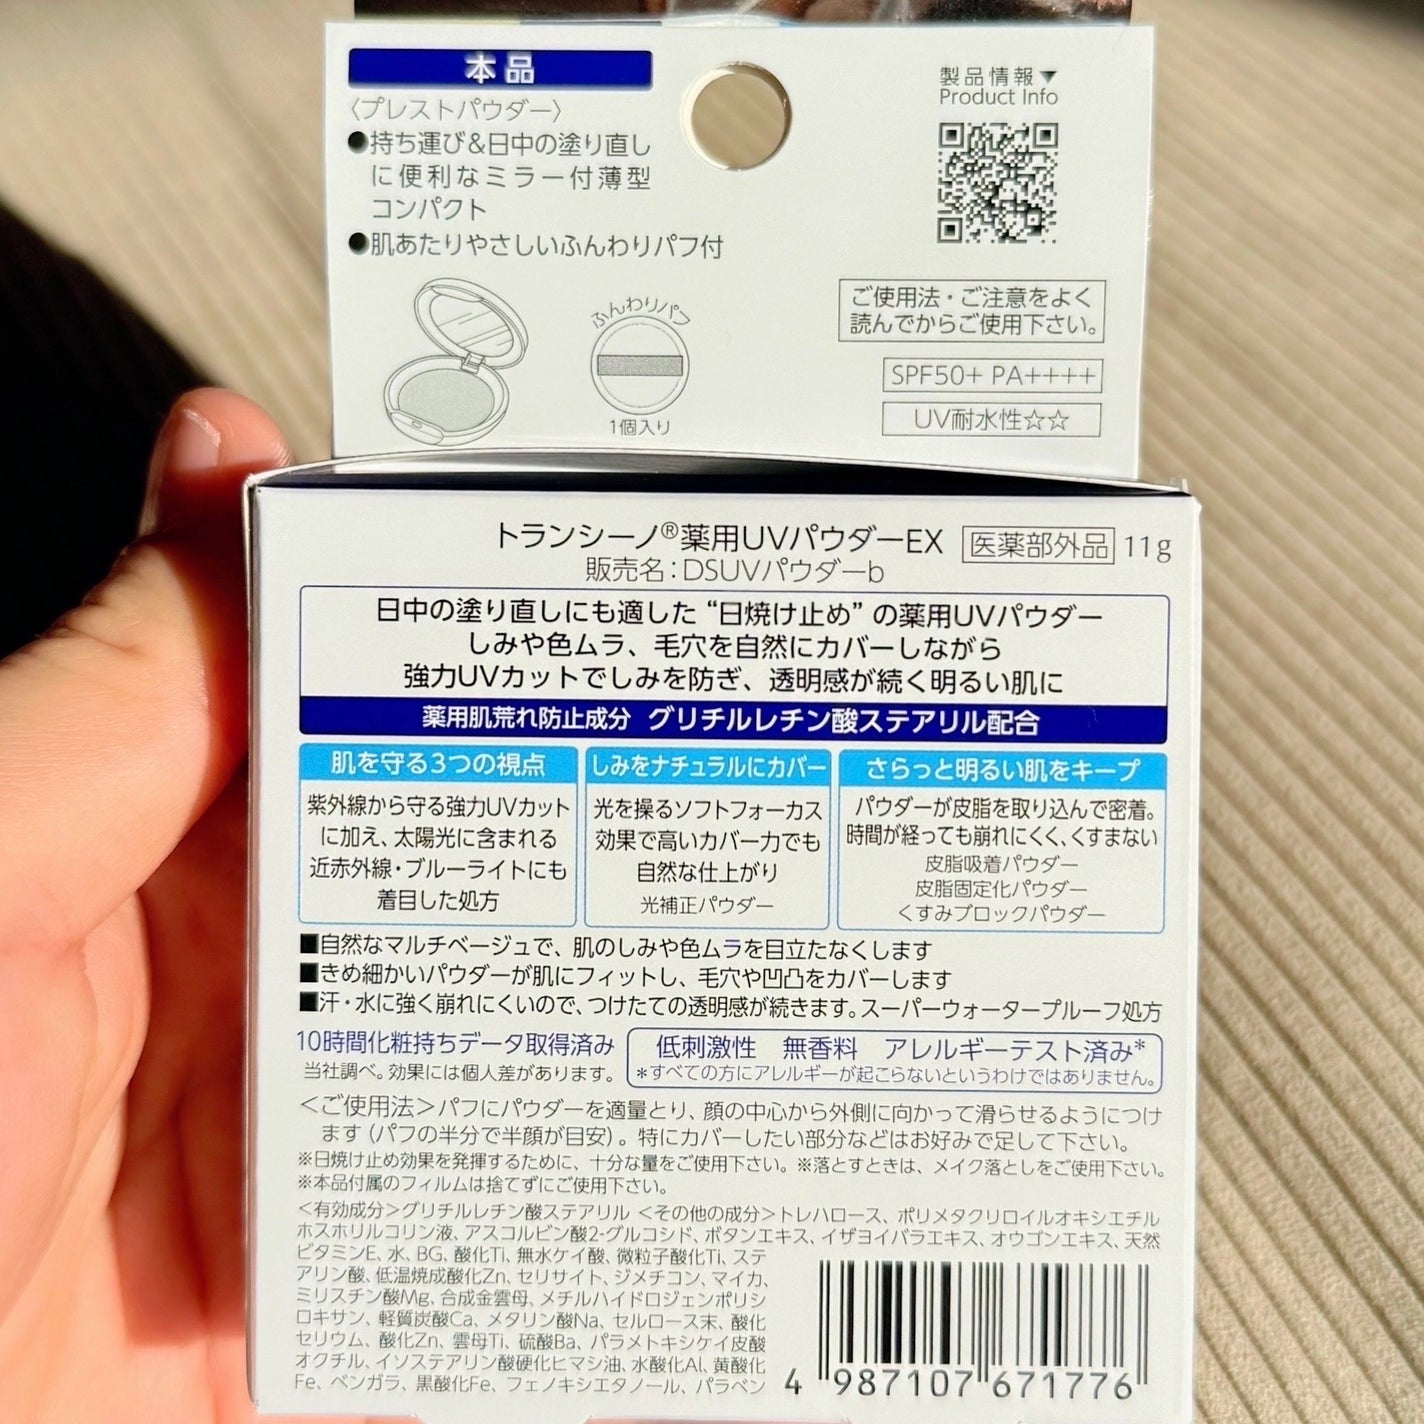 本品
〈プレストパウダー〉
●持ち運び&日中の塗り直し
に便利なミラー付薄型
コンパクト
●肌あたりやさしいふんわりパフ付
ふんわりパフ
1個入り
製品情報▼
Product Info
ご使用法・ご注意をよく
読んでからご使用下さい。
SPF50+ PA++++
UV耐水性☆☆
トランシーノ®薬用UVパウダーEX 医薬部外品 11g
販売名:DSUVパウダーb
日中の塗り直しにも適した “日焼け止め” の薬用UVパウダー
しみや色ムラ、毛穴を自然にカバーしながら
強力UVカットでしみを防ぎ、透明感が続く明るい肌に
薬用肌荒れ防止成分 グリチルレチン酸ステアリル配合
肌を守る3つの視点
紫外線から守る強力UVカット
に加え、太陽光に含まれる
近赤外線・ブルーライトにも
着目した処方
しみをナチュラルにカバー
光を操るソフトフォーカス
効果で高いカバー力でも
自然な仕上がり
光補正パウダー
さらっと明るい肌をキープ
パウダーが皮脂を取り込んで密着。
時間が経っても崩れにくく、くすまない
皮脂吸着パウダー
皮脂固定化パウダー
くすみブロックパウダー
■自然なマルチベージュで、肌のしみや色ムラを目立たなくします
■きめ細かいパウダーが肌にフィットし、毛穴や凹凸をカバーします
■汗・水に強く崩れにくいので、つけたての透明感が続きます。スーパーウォータープルーフ処方
10時間化粧持ちデータ取得済み
当社調べ。効果には個人差があります。
低刺激性 無香料 アレルギーテスト済み*
*すべての方にアレルギーが起こらないというわけではありません。
＜ご使用法＞パフにパウダーを適量とり、顔の中心から外側に向かって滑らせるようにつけ
ます(パフの半分で半顔が目安)。特にカバーしたい部分などはお好みで足して下さい。
※日焼け止め効果を発揮するために、十分な量をご使用下さい。※落とすときは、メイク落としをご使用下さい。
※本品付属のフィルムは捨てずにご使用下さい。
＜有効成分＞グリチルレチン酸ステアリル ＜その他の成分＞トレハロース、ポリメタクリロイルオキシエチル
ホスホリルコリン液、アスコルビン酸2-グルコシド、ボタンエキス、イザヨイバラエキス、オウゴンエキス、天然
ビタミンE、水、BG、酸化Ti、無水ケイ酸、微粒子酸化Ti、ステ
アリン酸、低温焼成酸化Zn、セリサイト、ジメチコン、マイカ、
ミリスチン酸Mg、合成金雲母、メチルハイドロジェンポリシ
ロキサン、軽質炭酸Ca、メタリン酸Na、セルロース末、酸化
セリウム、酸化Zn、雲母Ti、硫酸Ba、パラメトキシケイ皮酸
オクチル、イソステアリン酸硬化ヒマシ油、水酸化Al、黄酸化
Fe、ベンガラ、黒酸化Fe、フェノキシエタノール、パラベン
4 987107 671776